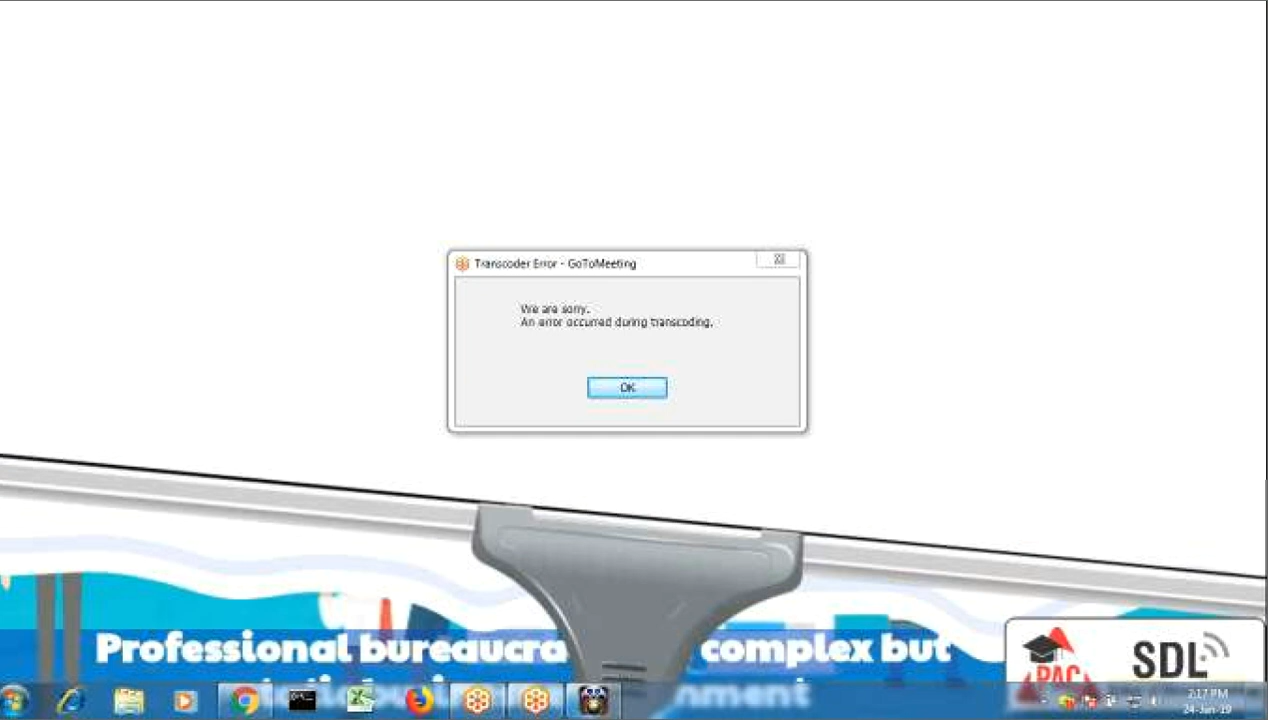 Transcoder Error - GoToMeeting
We are sorry.
An error occurred during transcoding.
OK
Professional bureaucra complex but
nment
PAC
SDL
2:17 PM
24-Jan-19